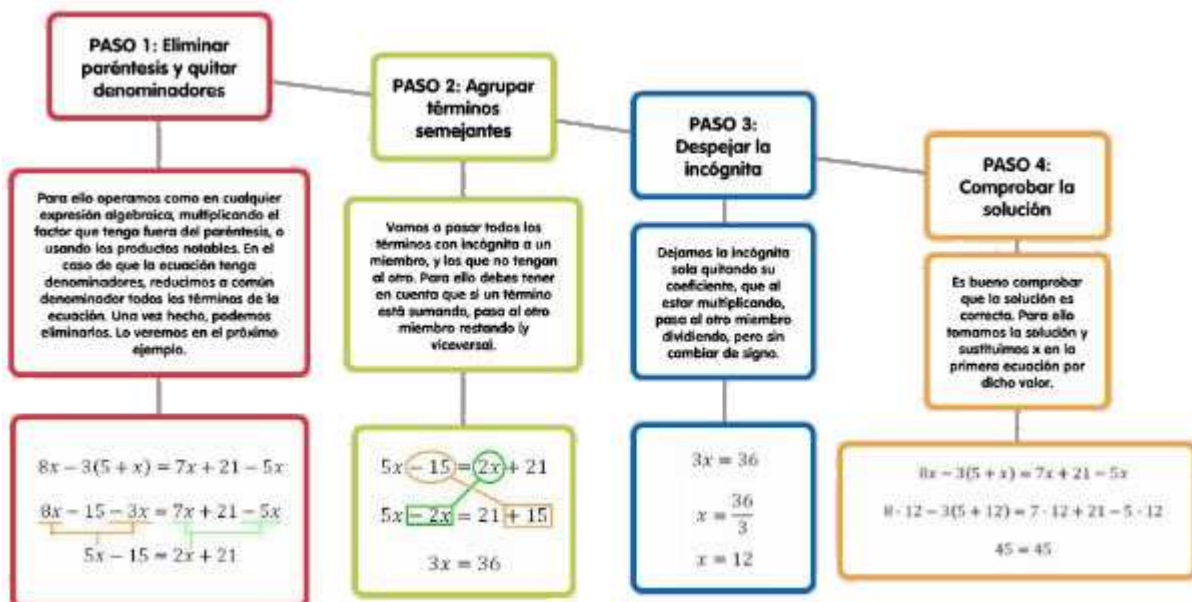 PASO 1: Eliminar
paréntesis y quitar
denominadores
Para ello operamos como en cualquier
expresión algebraica, multiplicando el
factor que tenga fuera del paréntesis, o
usando los productos notables. En el
caso de que la ecuación tenga
denominadores, reducimos a común
denominador todos los términos de la
ecuación. Una vez hecho, podemos
eliminarlos. Lo veremos en el próximo
ejemplo.
8x − 3(5 + x) = 7x + 21 − 5x
8x − 15 − 3x = 7x + 21 − 5x
5x − 15 = 2x + 21
PASO 2: Agrupar
términos
semejantes
Vamos a pasar todos los
términos con incógnita a un
miembro, y los que no tengan
al otro. Para ello debes tener
en cuenta que si un término
está sumando, pasa al otro
miembro restando (y
viceversa).
5x − 15 = 2x + 21
5x − 2x = 21 + 15
3x = 36
PASO 3:
Despejar la
incógnita
Dejamos la incógnita
sola quitando su
coeficiente, que al
estar multiplicando,
pasa al otro miembro
dividiendo, pero sin
cambiar de signo.
3x = 36
x = 36/3
x = 12
PASO 4:
Comprobar la
solución
Es bueno comprobar
que la solución es
correcta. Para ello
tomamos la solución y
sustituimos x en la
primera ecuación por
dicho valor.
8x − 3(5 + x) = 7x + 21 − 5x
8 · 12 − 3(5 + 12) = 7 · 12 + 21 − 5 · 12
45 = 45